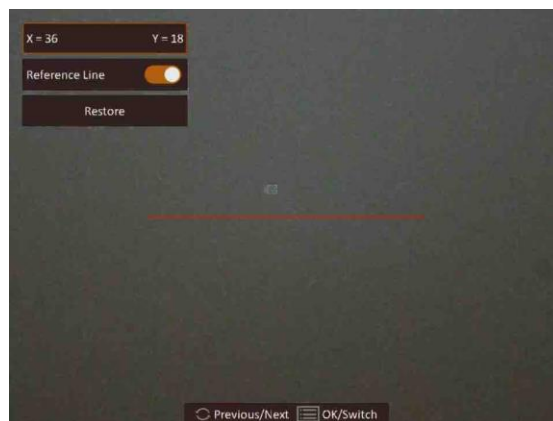 X = 36 Y = 18
Reference Line
Restore
Previous/Next OK/Switch